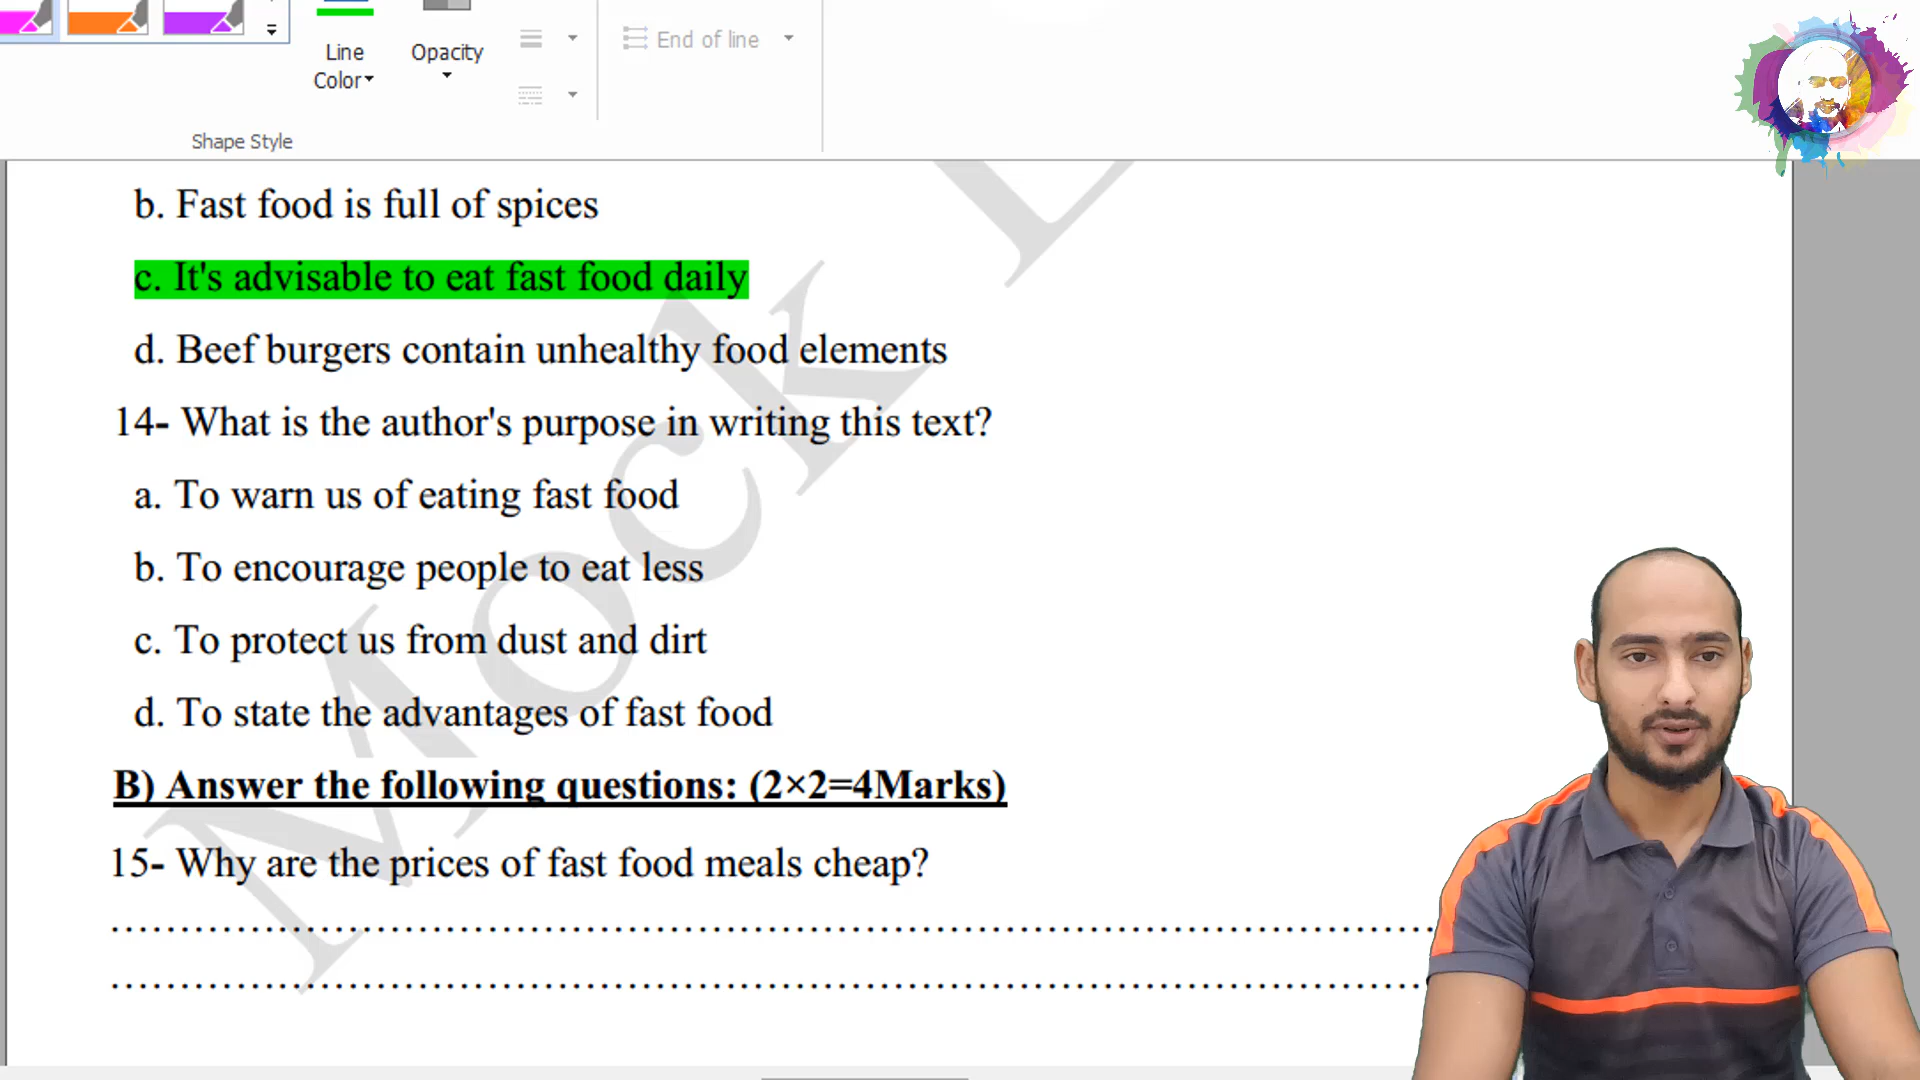 Line
Color
Opacity
End of line
Shape Style
b. Fast food is full of spices
c. It's advisable to eat fast food daily
d. Beef burgers contain unhealthy food elements
14- What is the author's purpose in writing this text?
a. To warn us of eating fast food
b. To encourage people to eat less
c. To protect us from dust and dirt
d. To state the advantages of fast food
B) Answer the following questions: (2×2=4Marks)
15- Why are the prices of fast food meals cheap?
Mock